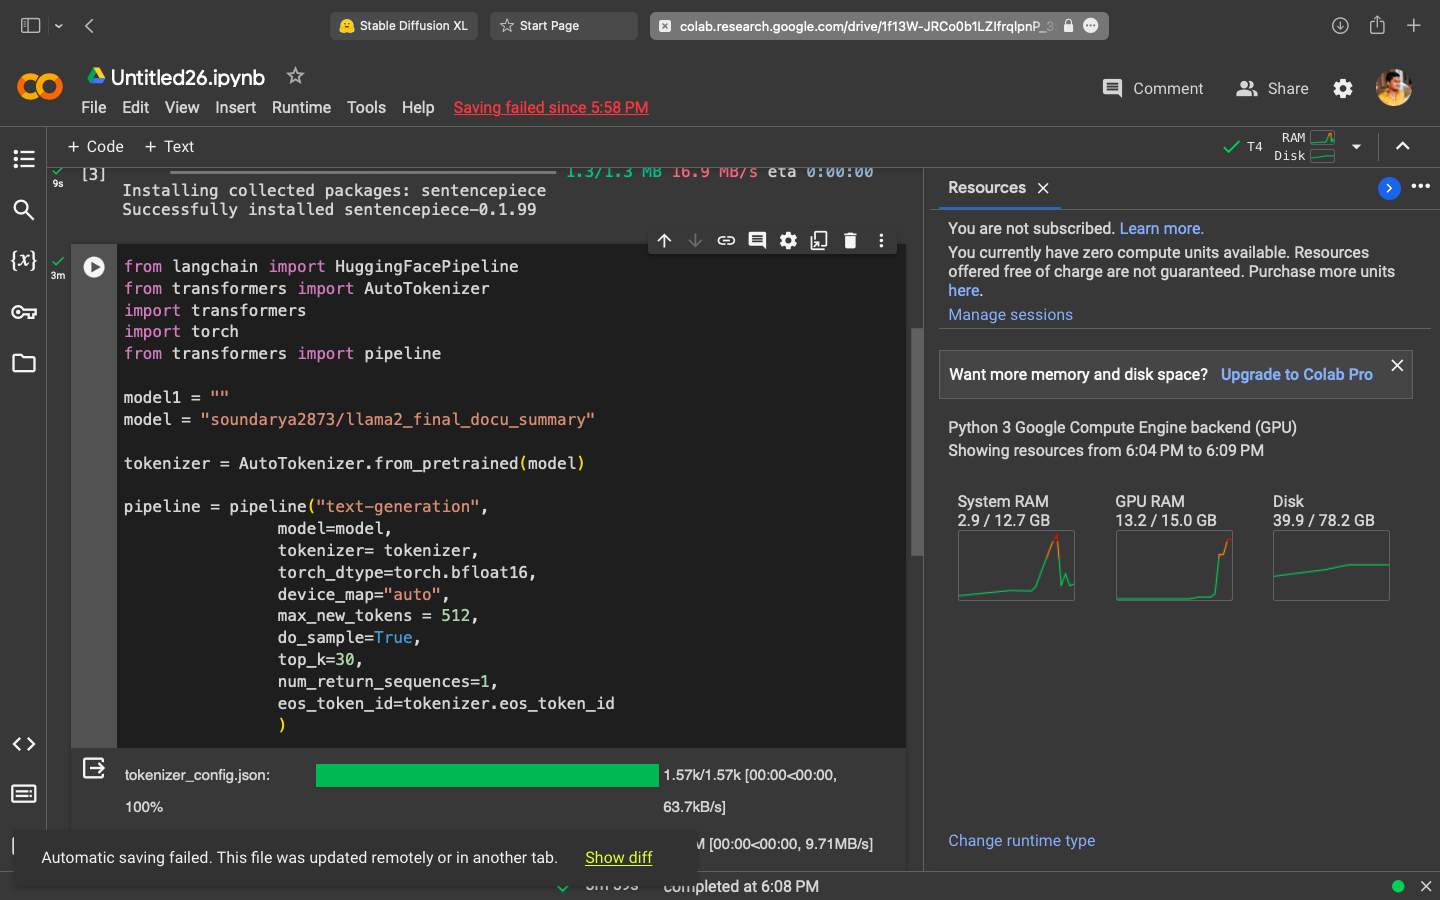 Stable Diffusion XL
Start Page
colab.research.google.com/drive/1f13W-JRCo0b1LZIfrqlpnP_3
Untitled26.ipynb
File Edit View Insert Runtime Tools Help Saving failed since 5:58 PM
Comment Share
+ Code + Text
T4 RAM
Disk
[3]
9s
1.3/1.3 MB 16.9 MB/s eta 0:00:00
Installing collected packages: sentencepiece
Successfully installed sentencepiece-0.1.99
{x}
3m
from langchain import HuggingFacePipeline
from transformers import AutoTokenizer
import transformers
import torch
from transformers import pipeline
model1 = ""
model = "soundarya2873/llama2_final_docu_summary"
tokenizer = AutoTokenizer.from_pretrained(model)
pipeline = pipeline("text-generation",
model=model,
tokenizer= tokenizer,
torch_dtype=torch.bfloat16,
device_map="auto",
max_new_tokens = 512,
do_sample=True,
top_k=30,
num_return_sequences=1,
eos_token_id=tokenizer.eos_token_id
)
tokenizer_config.json: 1.57k/1.57k [00:00<00:00,
100% 63.7kB/s]
M [00:00<00:00, 9.71MB/s]
Automatic saving failed. This file was updated remotely or in another tab. Show diff
3m 39s completed at 6:08 PM
Resources
You are not subscribed. Learn more.
You currently have zero compute units available. Resources
offered free of charge are not guaranteed. Purchase more units
here.
Manage sessions
Want more memory and disk space? Upgrade to Colab Pro
Python 3 Google Compute Engine backend (GPU)
Showing resources from 6:04 PM to 6:09 PM
System RAM
2.9 / 12.7 GB
GPU RAM
13.2 / 15.0 GB
Disk
39.9 / 78.2 GB
Change runtime type